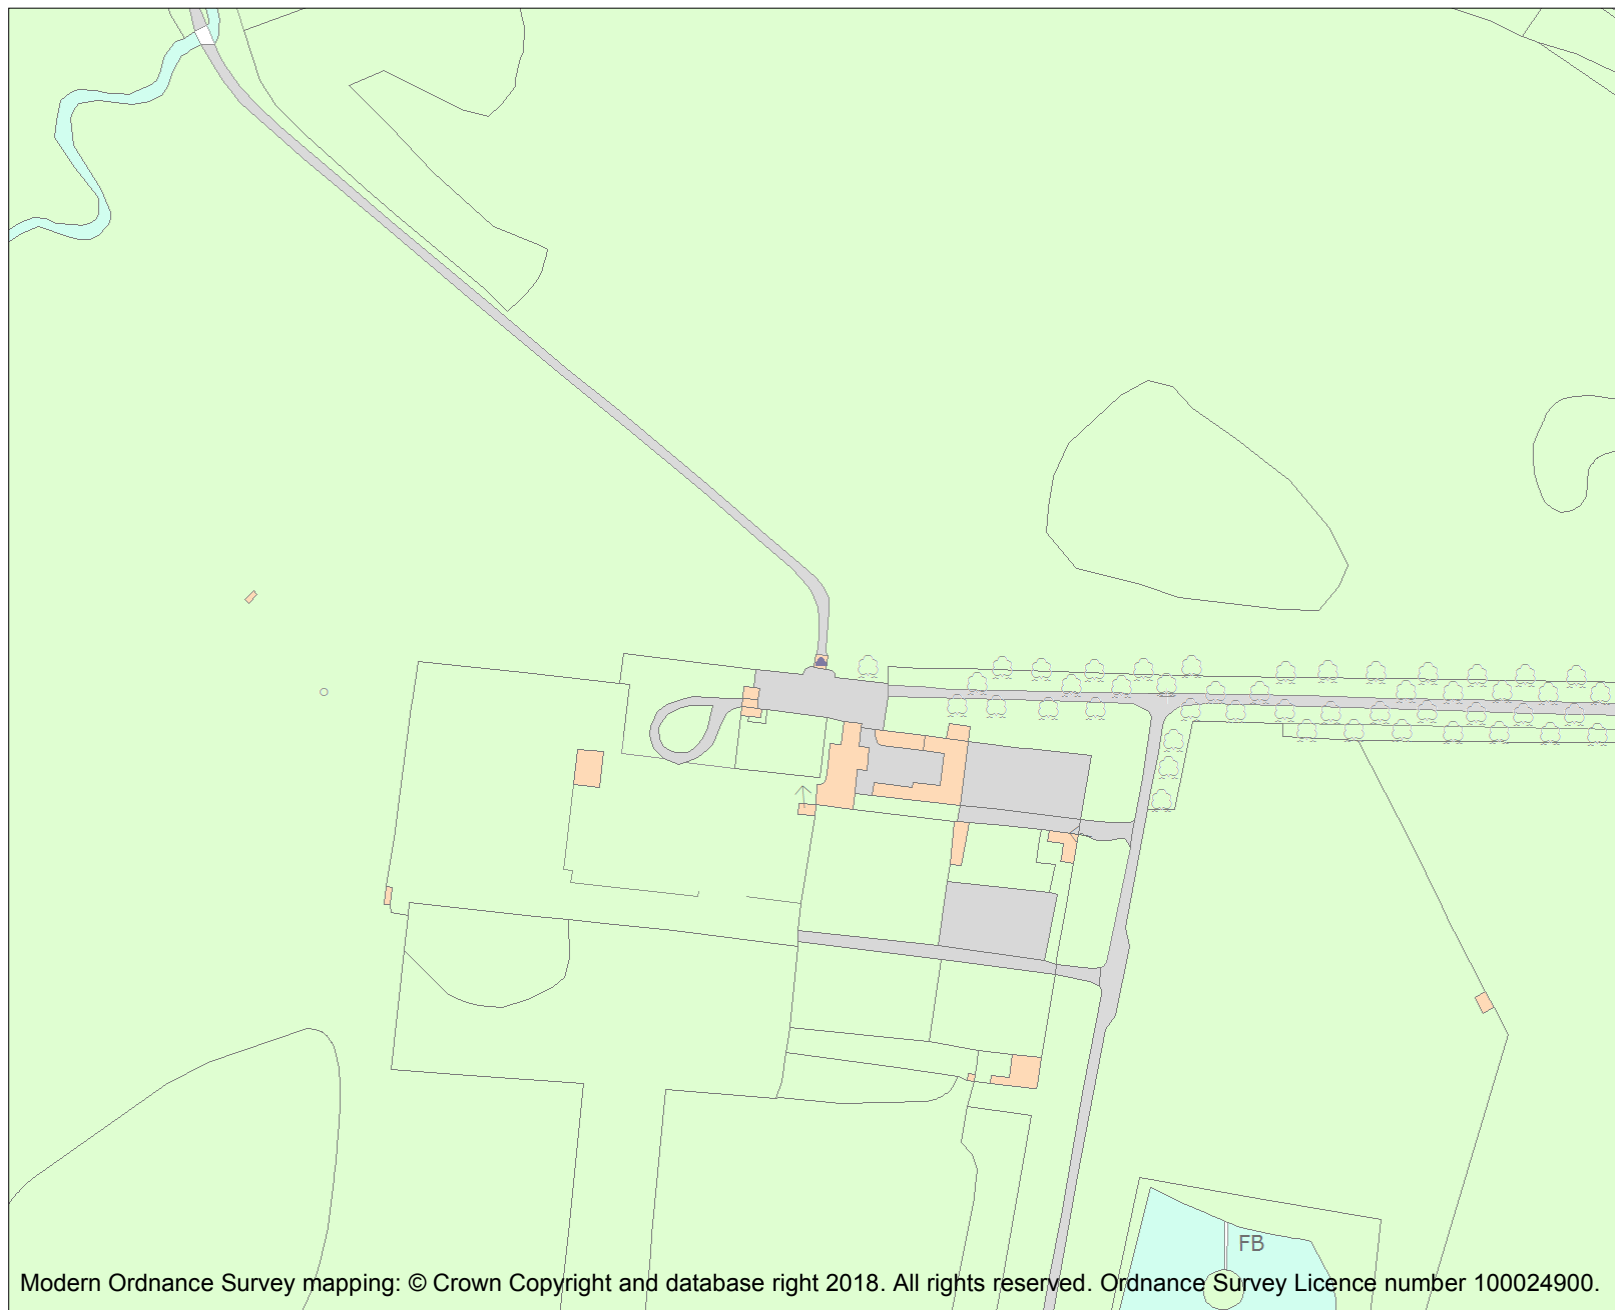 FB
Modern Ordnance Survey mapping: © Crown Copyright and database right 2018. All rights reserved. Ordnance Survey Licence number 100024900.